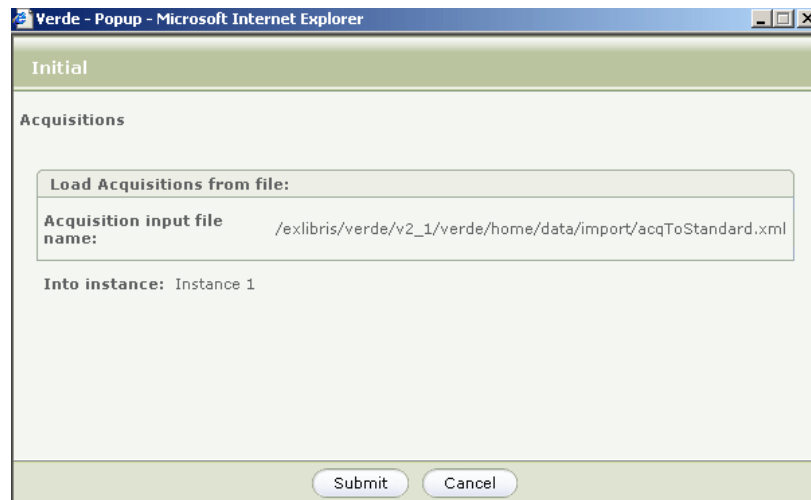 Verde - Popup - Microsoft Internet Explorer
Initial
Acquisitions
Load Acquisitions from file:
Acquisition input file
name:
/exlibris/verde/v2_1/verde/home/data/import/acqToStandard.xml
Into instance: Instance 1
Submit Cancel